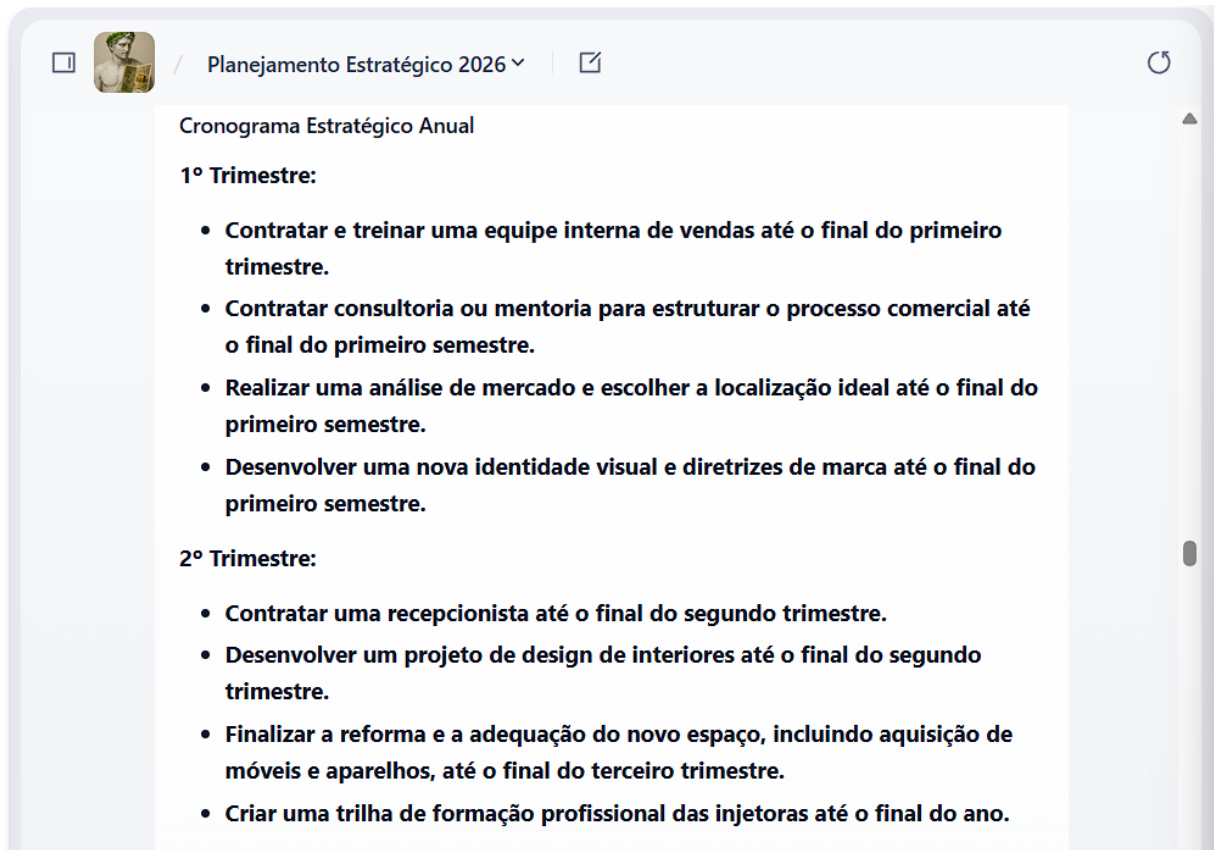 Planejamento Estratégico 2026
Cronograma Estratégico Anual
1º Trimestre:
Contratar e treinar uma equipe interna de vendas até o final do primeiro
trimestre.
Contratar consultoria ou mentoria para estruturar o processo comercial até
o final do primeiro semestre.
Realizar uma análise de mercado e escolher a localização ideal até o final do
primeiro semestre.
Desenvolver uma nova identidade visual e diretrizes de marca até o final do
primeiro semestre.
2º Trimestre:
Contratar uma recepcionista até o final do segundo trimestre.
Desenvolver um projeto de design de interiores até o final do segundo
trimestre.
Finalizar a reforma e a adequação do novo espaço, incluindo aquisição de
móveis e aparelhos, até o final do terceiro trimestre.
Criar uma trilha de formação profissional das injetoras até o final do ano.